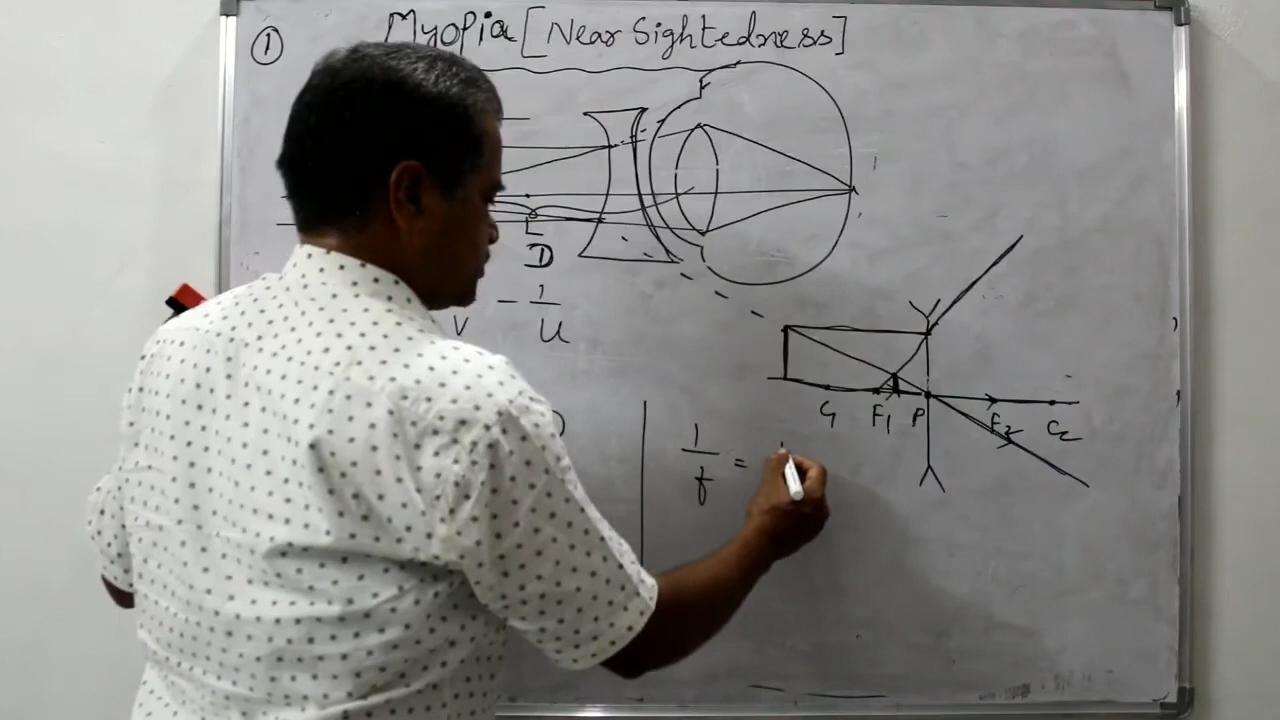 ① Myopia [Near Sightedness]
L
D
V - 1/u
C₁ F₁ P F₂ C₂
1/f =